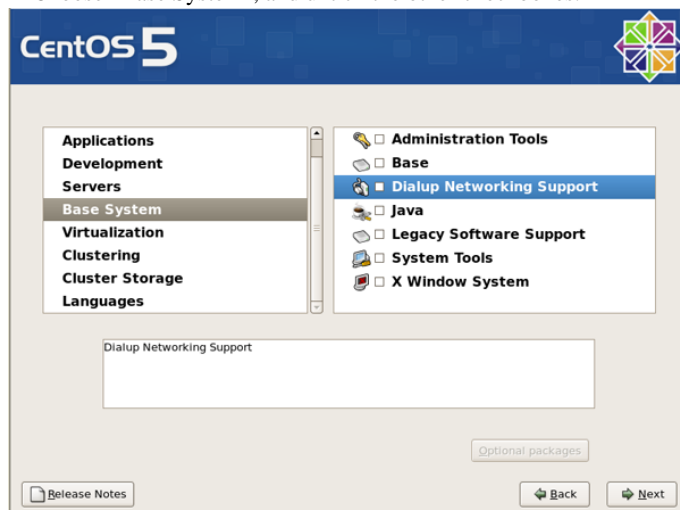 CentOS 5
Applications
Development
Servers
Base System
Virtualization
Clustering
Cluster Storage
Languages
Administration Tools
Base
Dialup Networking Support
Java
Legacy Software Support
System Tools
X Window System
Dialup Networking Support
Optional packages
Release Notes
Back
Next